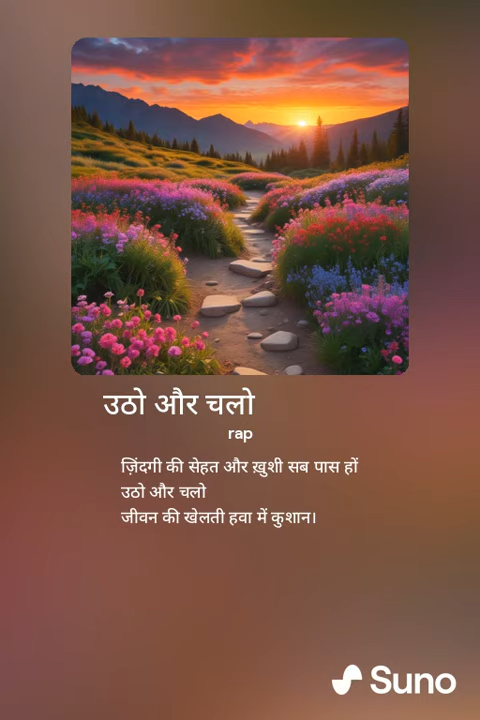 उठो और चलो
rap
ज़िंदगी की सेहत और ख़ुशी सब पास हों
उठो और चलो
जीवन की खेलती हवा में कुशान।
Suno